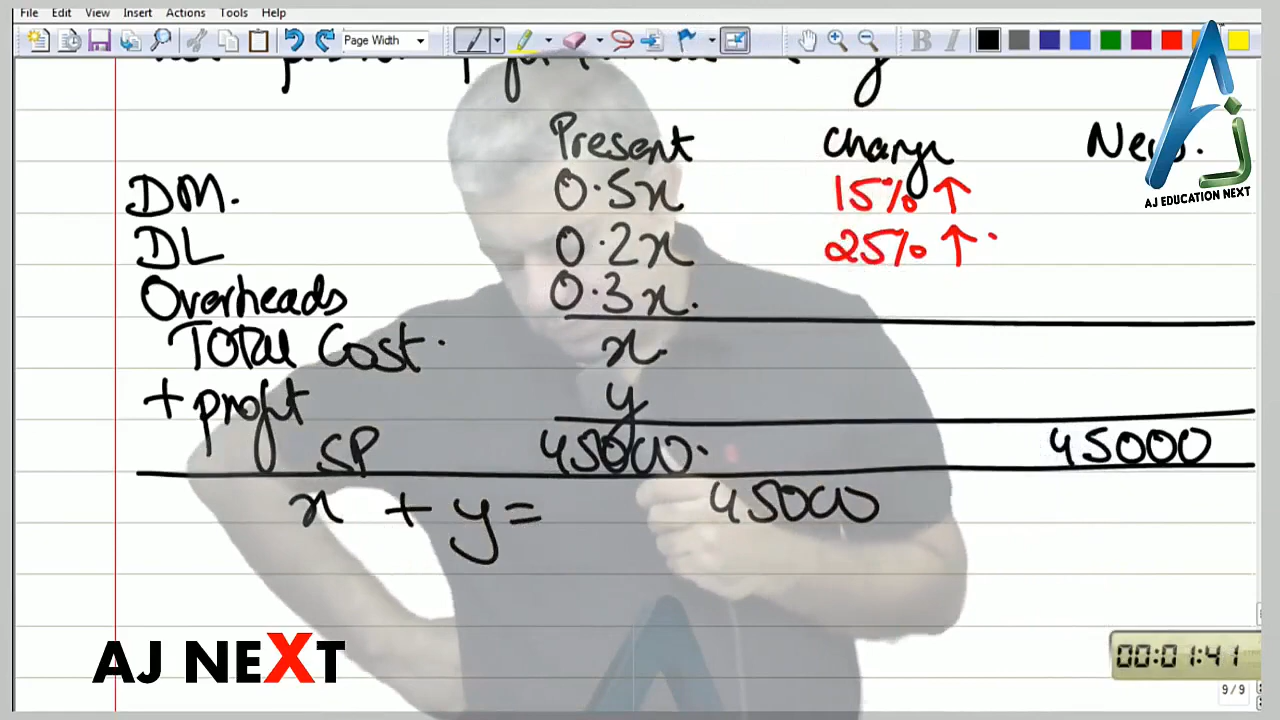 File Edit View Insert Actions Tools Help
Page Width
Present Change New.
DM. 0.5x 15% ↑
DL 0.2x 25% ↑
Overheads 0.3x.
TOTAL Cost. x.
+ profit y
SP 45000. 45000
x + y = 45000
AJ EDUCATION NEXT
AJ NEXT
00:01:41
9/9